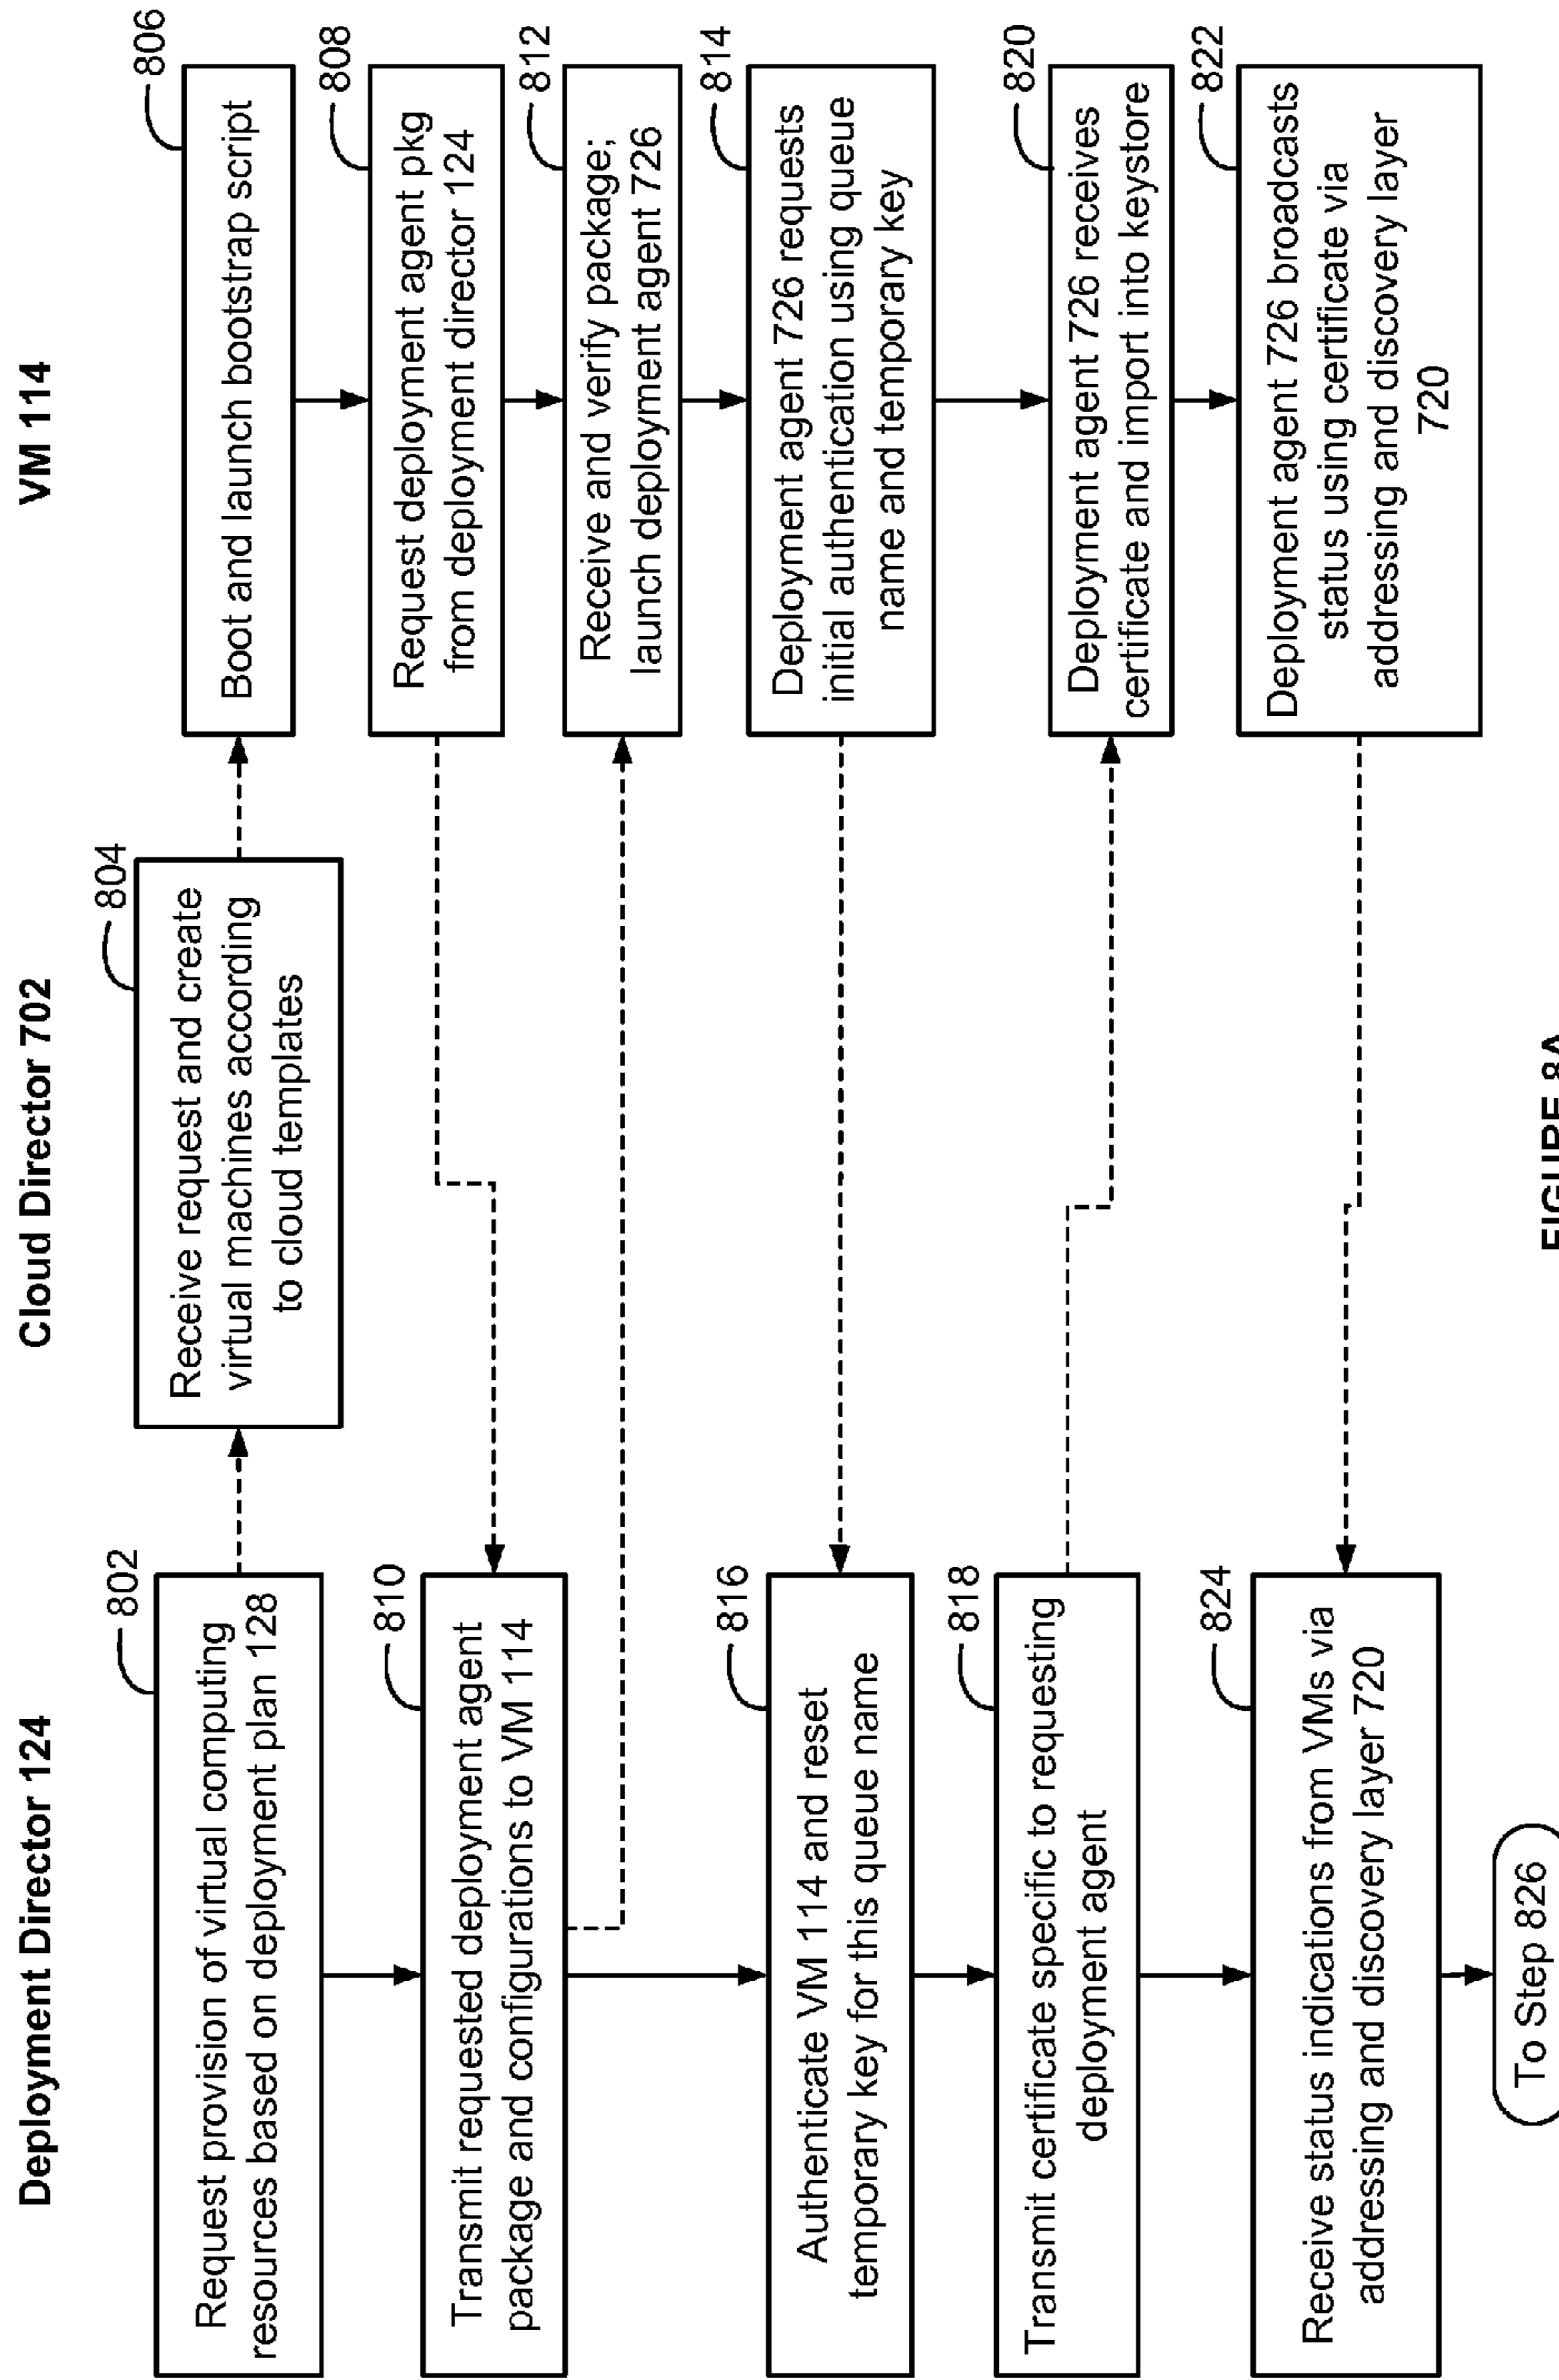 Deployment Director 124
Cloud Director 702
VM 114
802
Request provision of virtual computing
resources based on deployment plan 128
804
Receive request and create
virtual machines according
to cloud templates
806
Boot and launch bootstrap script
808
Request deployment agent pkg
from deployment director 124
810
Transmit requested deployment agent
package and configurations to VM 114
812
Receive and verify package;
launch deployment agent 726
814
Deployment agent 726 requests
initial authentication using queue
name and temporary key
816
Authenticate VM 114 and reset
temporary key for this queue name
818
Transmit certificate specific to requesting
deployment agent
820
Deployment agent 726 receives
certificate and import into keystore
822
Deployment agent 726 broadcasts
status using certificate via
addressing and discovery layer
720
824
Receive status indications from VMs via
addressing and discovery layer 720
To Step 826
FIGURE 8A